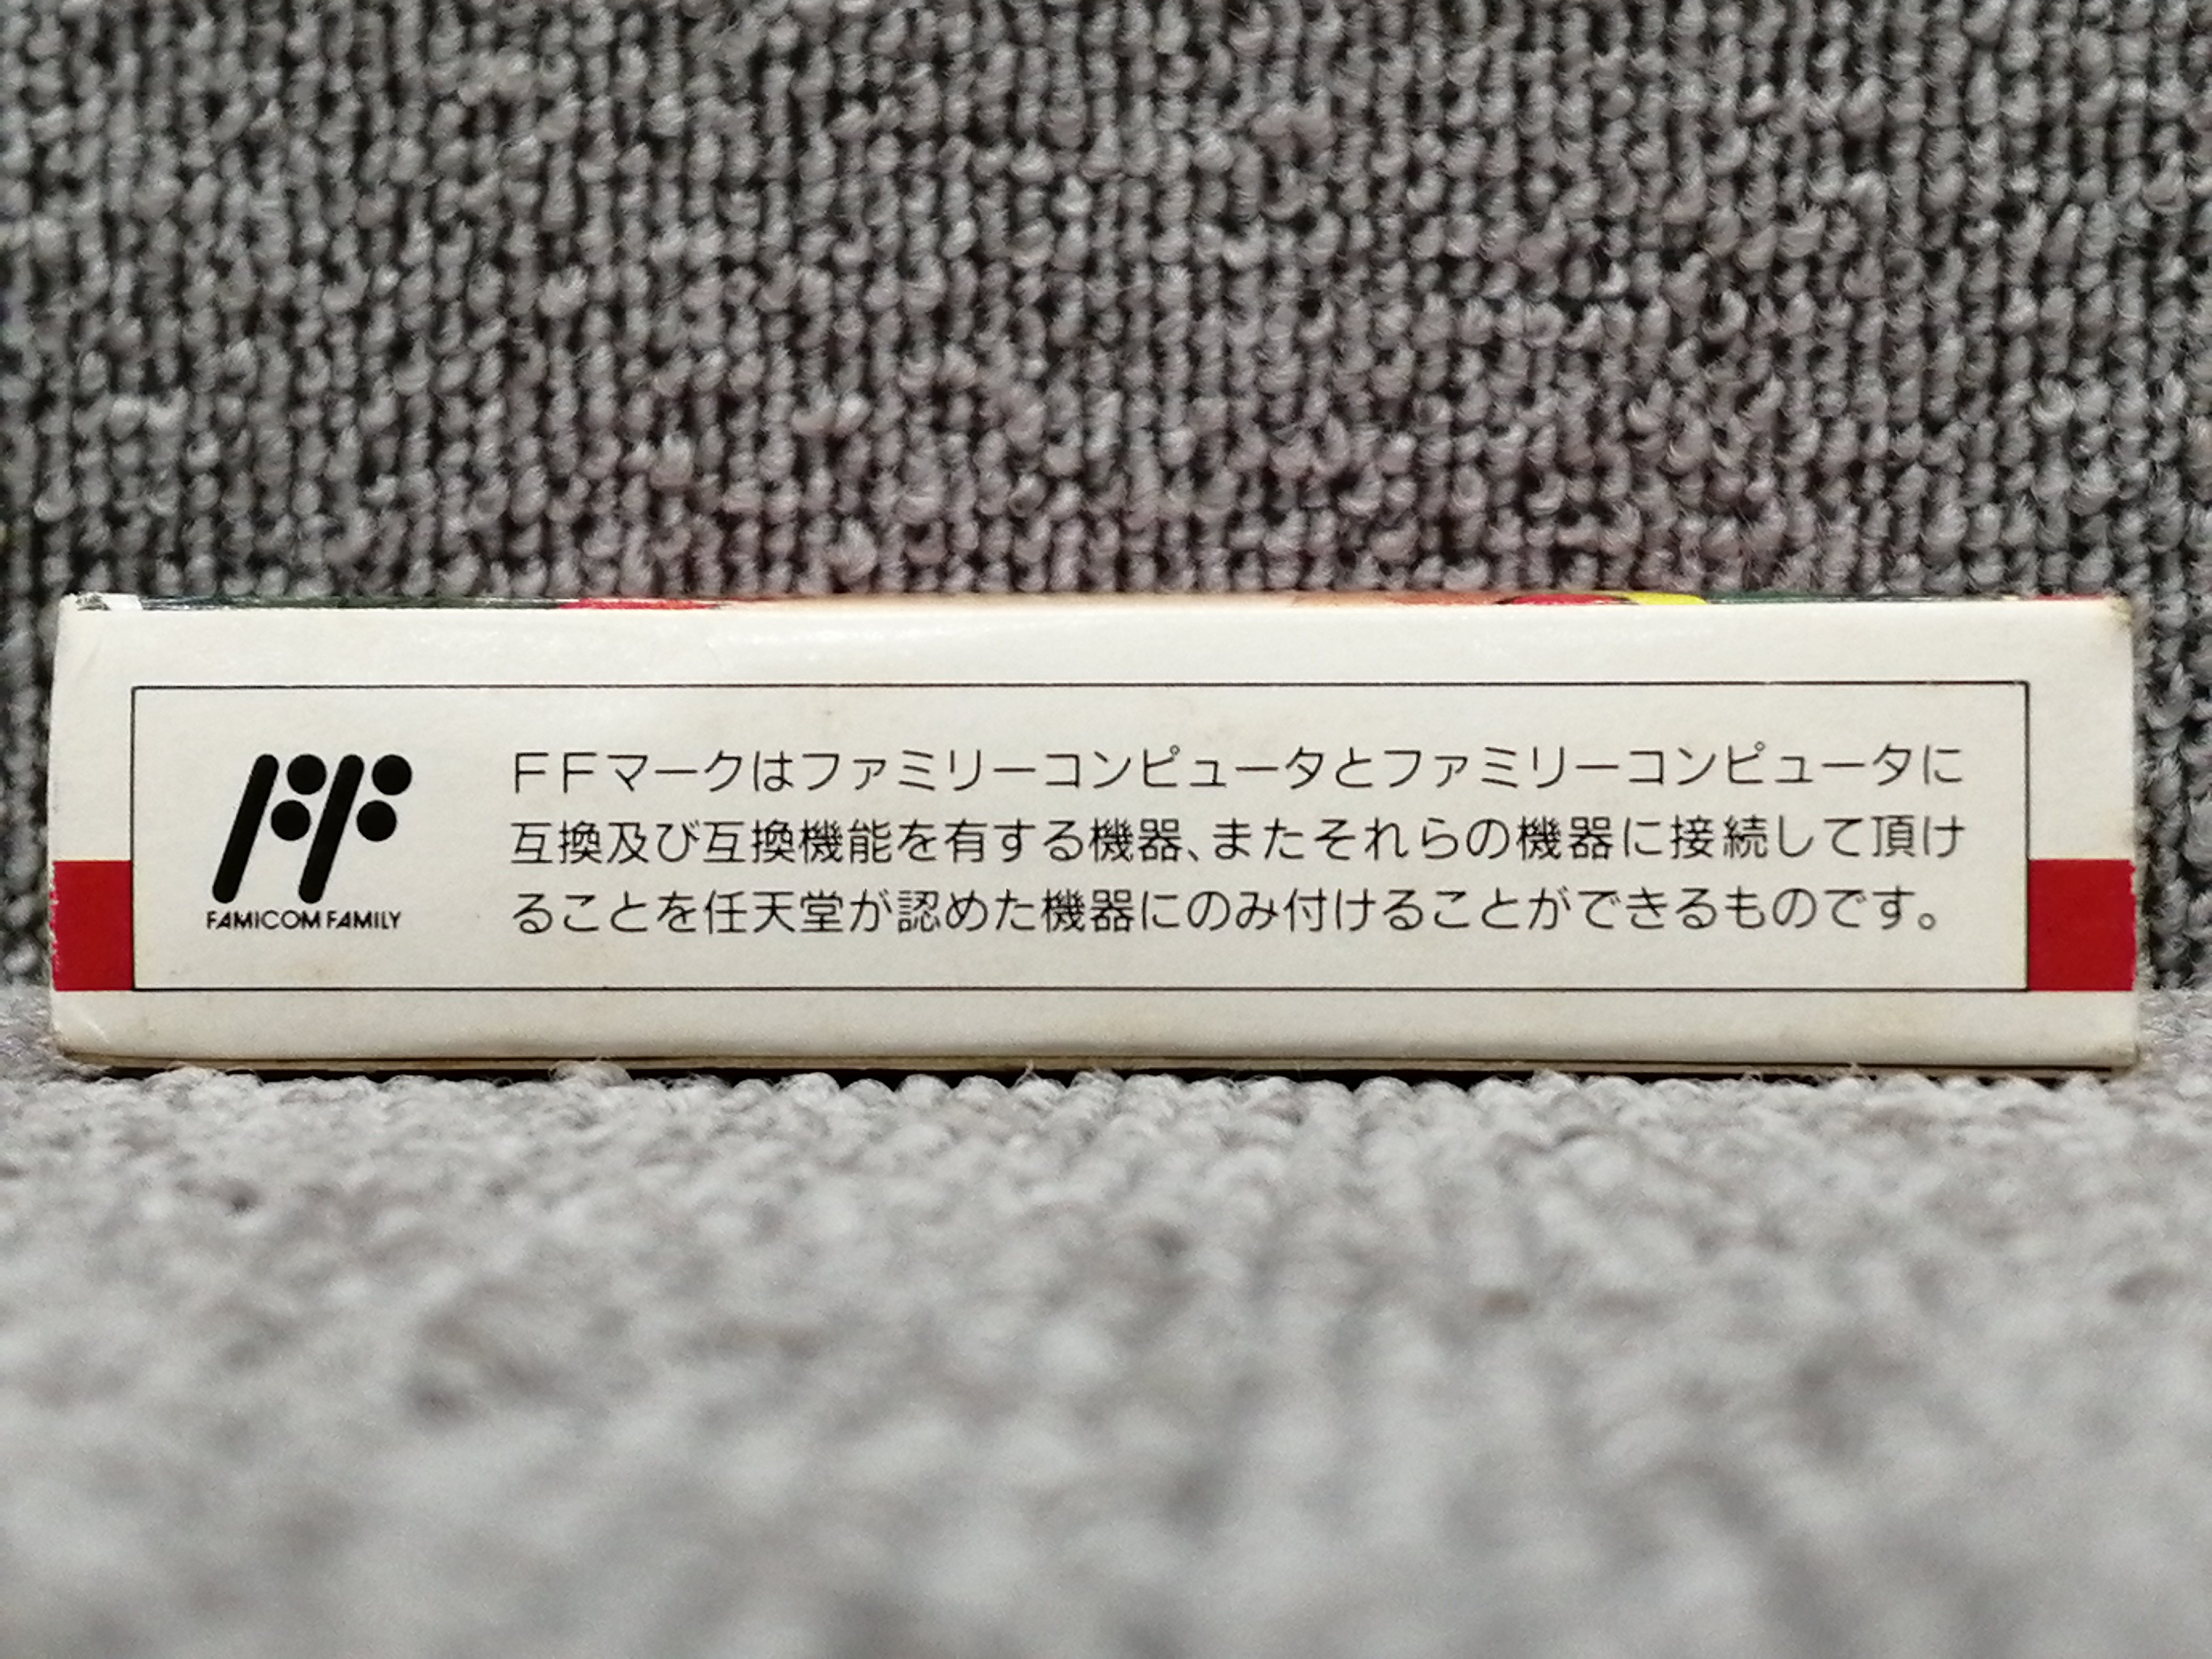 FAMICOM FAMILY
FFマークはファミリーコンピュータとファミリーコンピュータに
互換及び互換機能を有する機器、またそれらの機器に接続して頂け
ることを任天堂が認めた機器にのみ付けることができるものです。